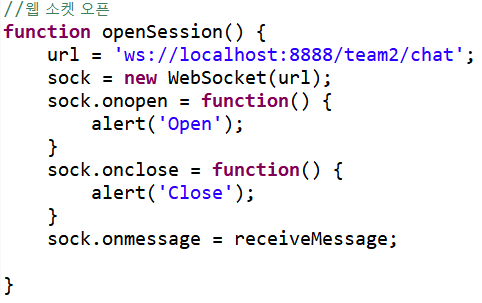 //웹 소켓 오픈
function openSession() {
    url = 'ws://localhost:8888/team2/chat';
    sock = new WebSocket(url);
    sock.onopen = function() {
        alert('Open');
    }
    sock.onclose = function() {
        alert('Close');
    }
    sock.onmessage = receiveMessage;
}